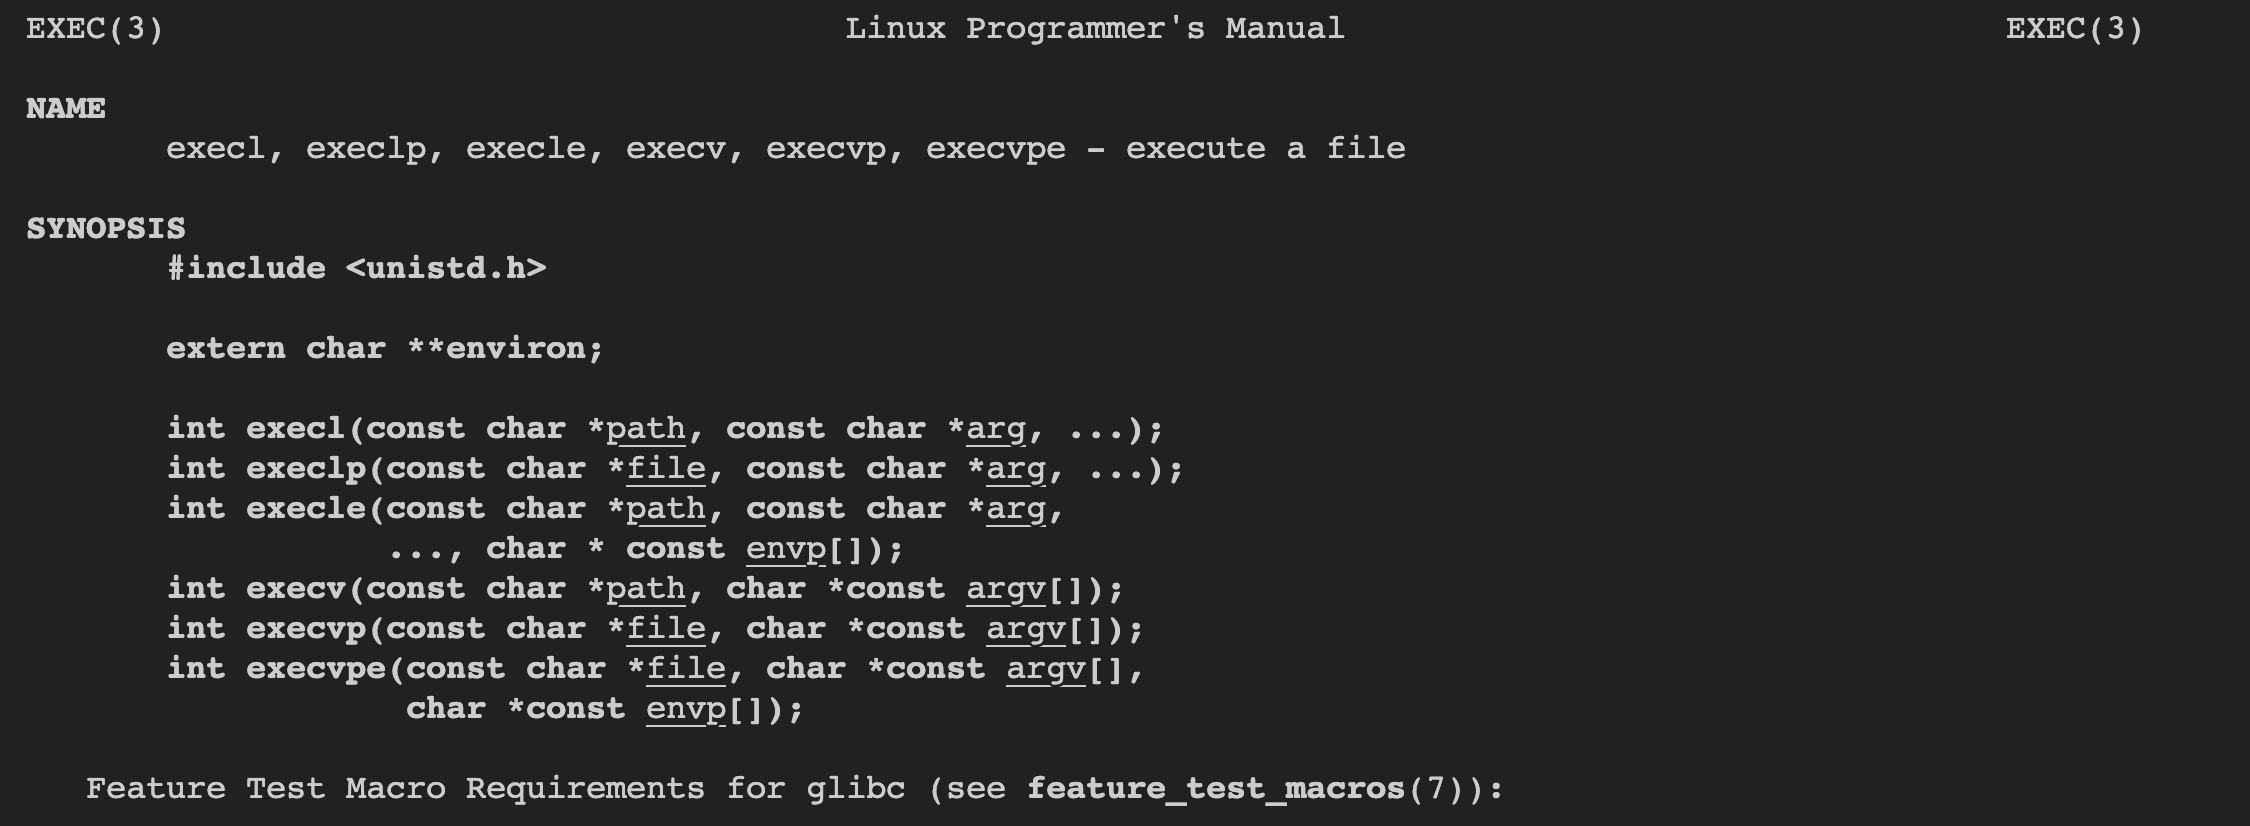 EXEC(3) Linux Programmer's Manual EXEC(3)
NAME
execl, execlp, execle, execv, execvp, execvpe - execute a file
SYNOPSIS
#include <unistd.h>
extern char **environ;
int execl(const char *path, const char *arg, ...);
int execlp(const char *file, const char *arg, ...);
int execle(const char *path, const char *arg,
..., char * const envp[]);
int execv(const char *path, char *const argv[]);
int execvp(const char *file, char *const argv[]);
int execvpe(const char *file, char *const argv[],
char *const envp[]);
Feature Test Macro Requirements for glibc (see feature_test_macros(7)):